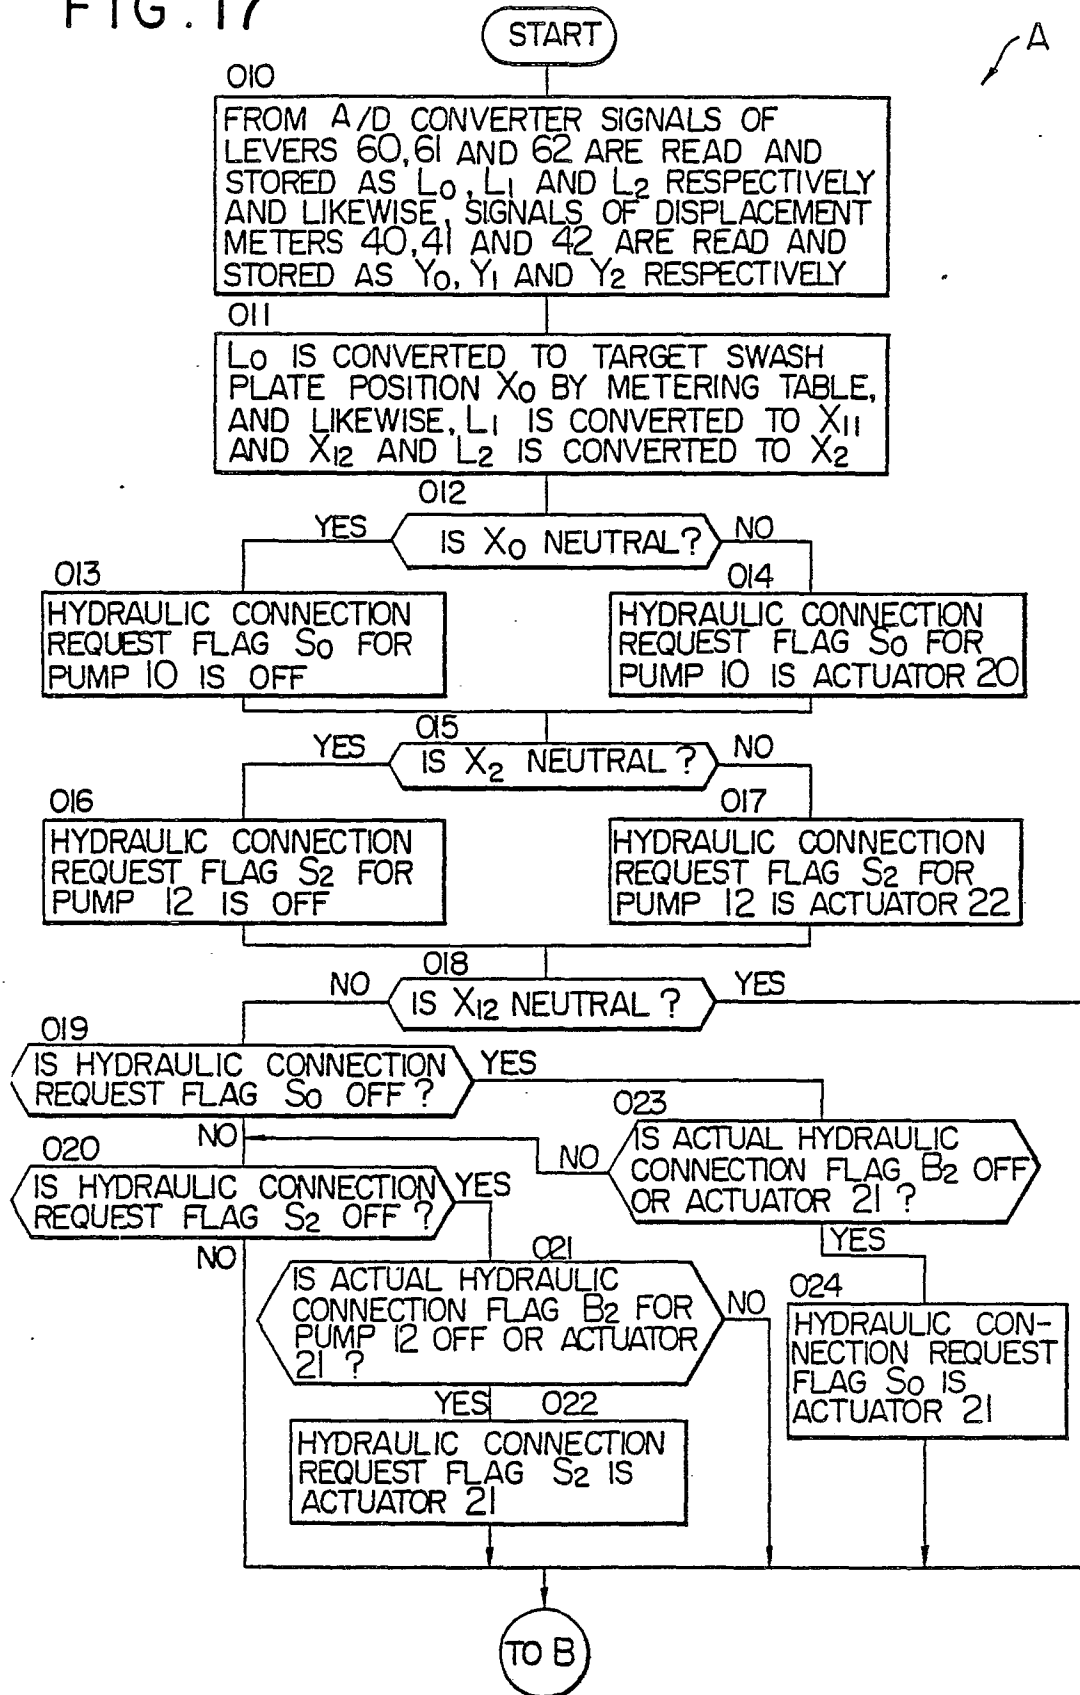 FIG.17
START
A
010
FROM A/D CONVERTER SIGNALS OF
LEVERS 60,61 AND 62 ARE READ AND
STORED AS L0, L1 AND L2 RESPECTIVELY
AND LIKEWISE, SIGNALS OF DISPLACEMENT
METERS 40,41 AND 42 ARE READ AND
STORED AS Y0, Y1 AND Y2 RESPECTIVELY
011
L0 IS CONVERTED TO TARGET SWASH
PLATE POSITION X0 BY METERING TABLE,
AND LIKEWISE, L1 IS CONVERTED TO X11
AND X12 AND L2 IS CONVERTED TO X2
012
YES
IS X0 NEUTRAL?
NO
013
HYDRAULIC CONNECTION
REQUEST FLAG S0 FOR
PUMP 10 IS OFF
014
HYDRAULIC CONNECTION
REQUEST FLAG S0 FOR
PUMP 10 IS ACTUATOR 20
015
YES
IS X2 NEUTRAL?
NO
016
HYDRAULIC CONNECTION
REQUEST FLAG S2 FOR
PUMP 12 IS OFF
017
HYDRAULIC CONNECTION
REQUEST FLAG S2 FOR
PUMP 12 IS ACTUATOR 22
018
NO
IS X12 NEUTRAL?
YES
019
IS HYDRAULIC CONNECTION
REQUEST FLAG S0 OFF?
YES
NO
023
IS ACTUAL HYDRAULIC
CONNECTION FLAG B2 OFF
OR ACTUATOR 21?
NO
YES
020
IS HYDRAULIC CONNECTION
REQUEST FLAG S2 OFF?
YES
NO
021
IS ACTUAL HYDRAULIC
CONNECTION FLAG B2 FOR
PUMP 12 OFF OR ACTUATOR
21?
NO
YES
024
HYDRAULIC CON-
NECTION REQUEST
FLAG S0 IS
ACTUATOR 21
022
HYDRAULIC CONNECTION
REQUEST FLAG S2 IS
ACTUATOR 21
TO B